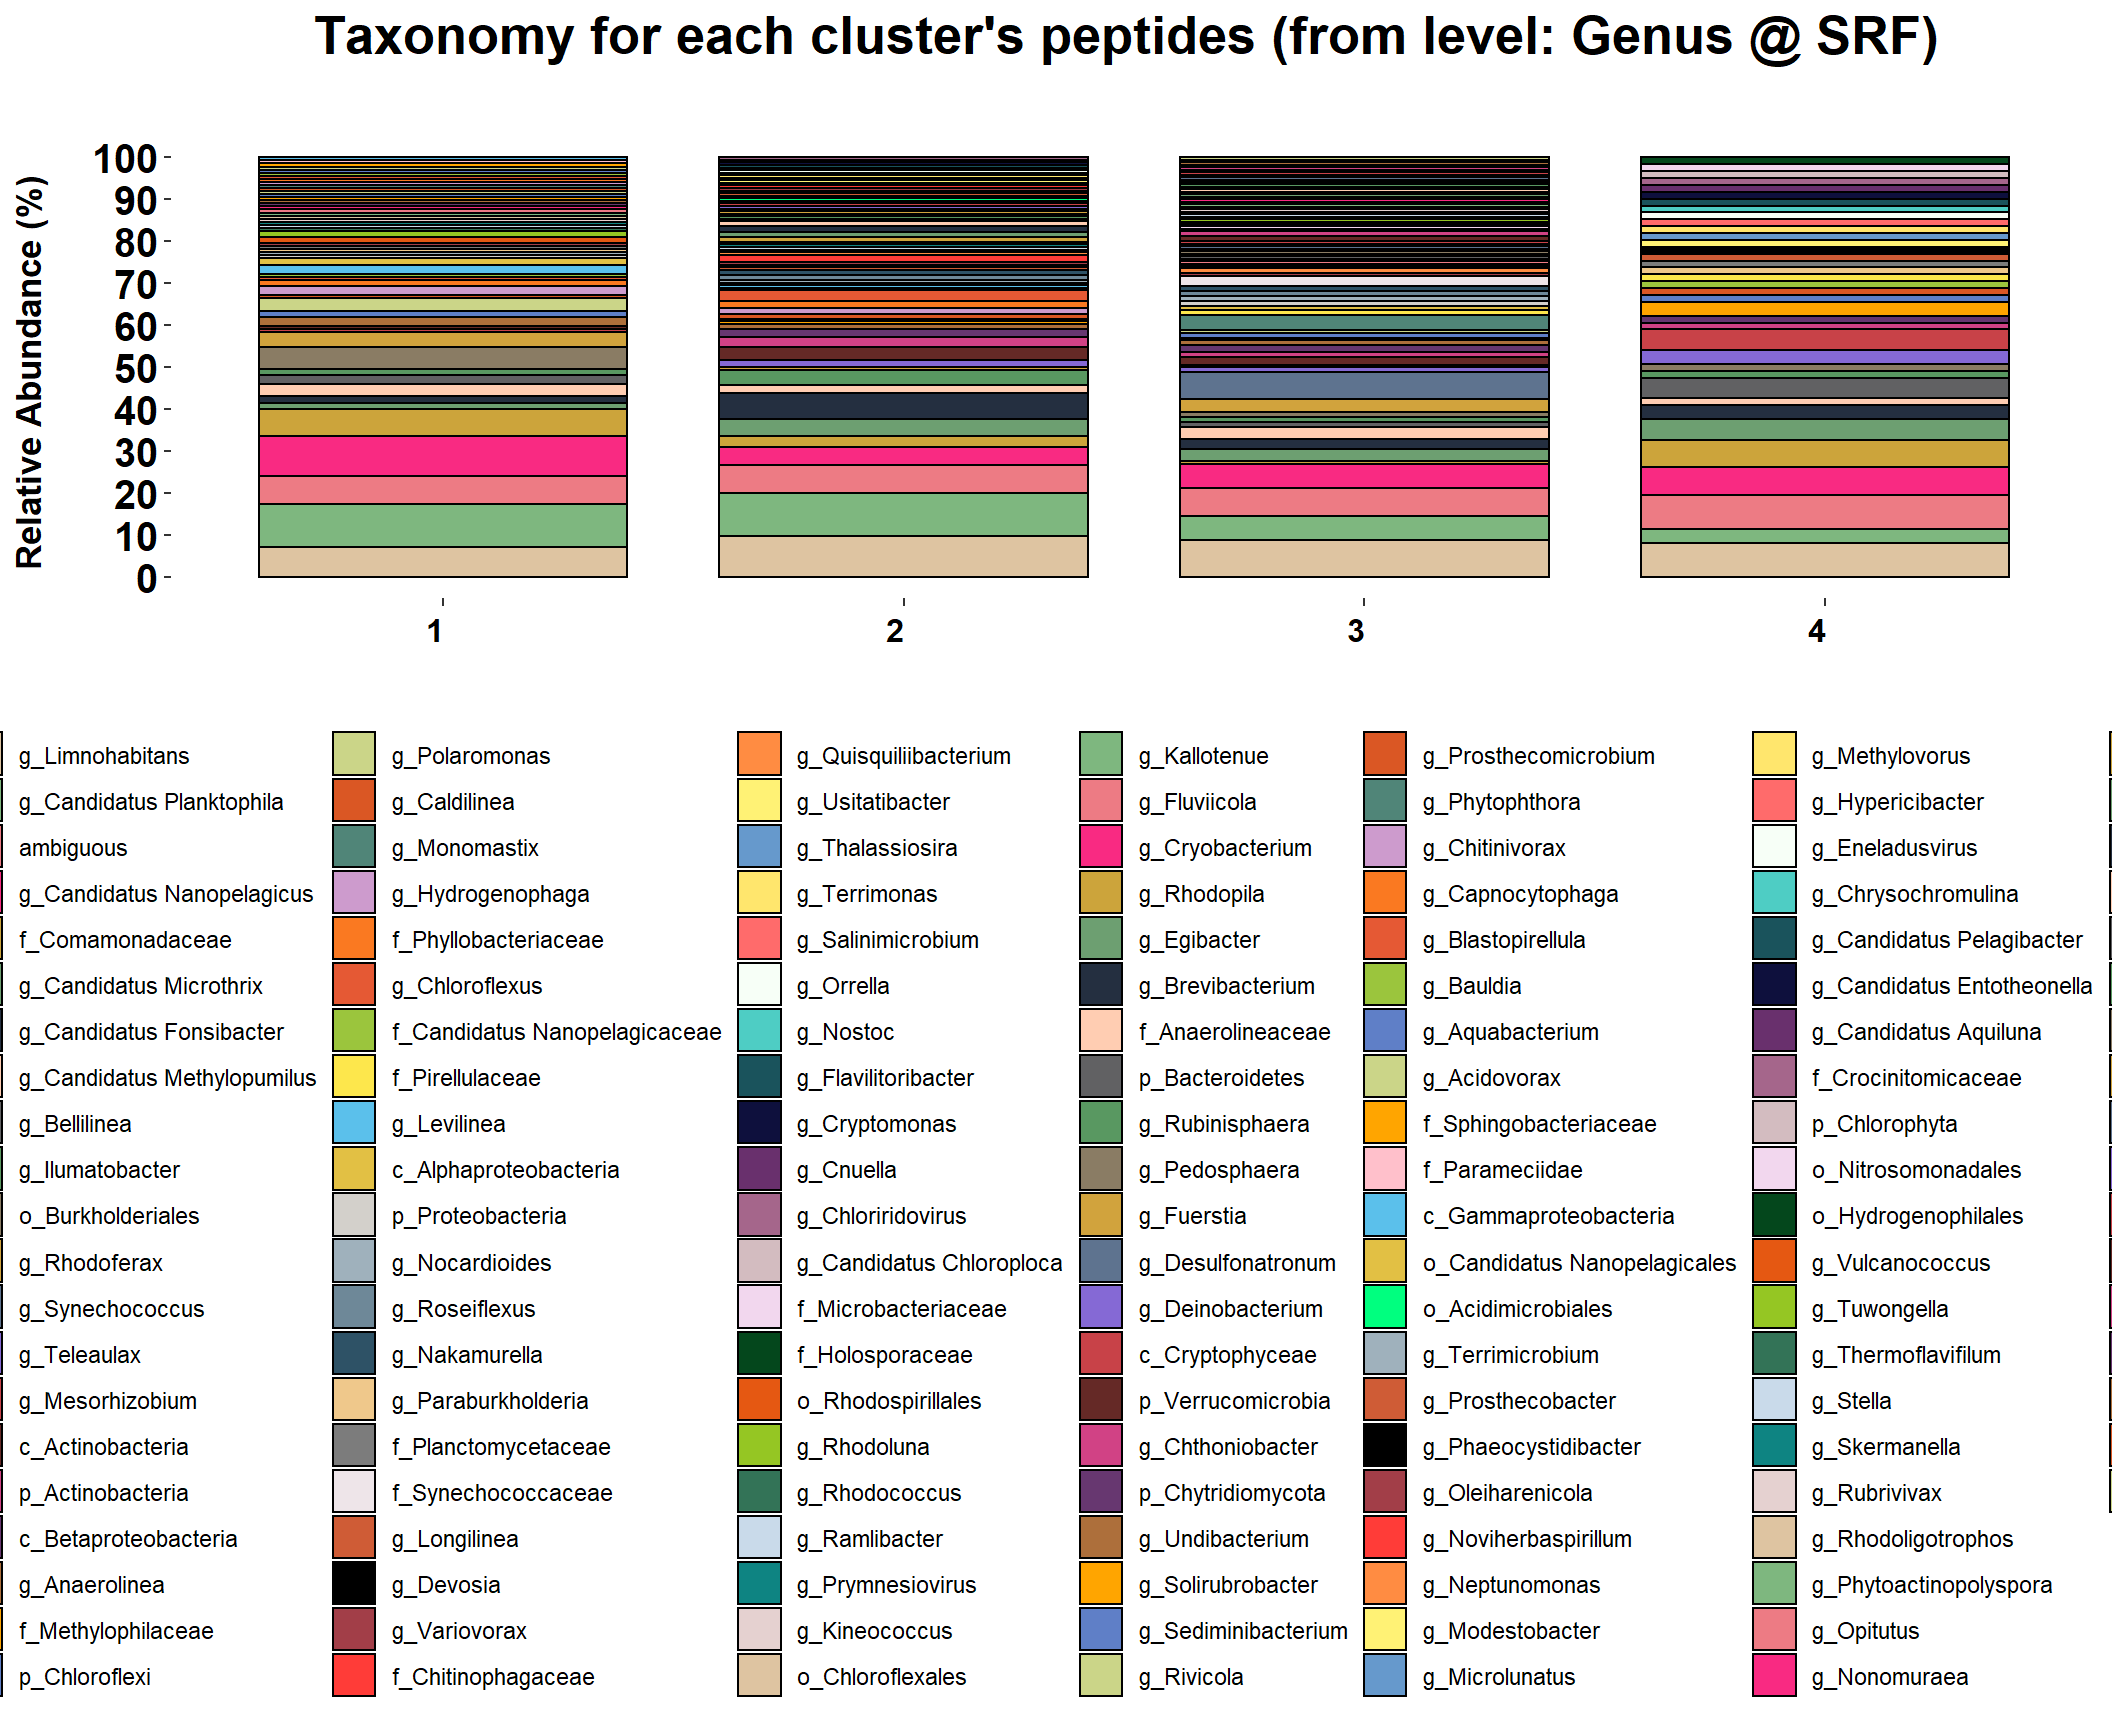 Taxonomy for each cluster's peptides (from level: Genus @ SRF)
Relative Abundance (%)
100
90
80
70
60
50
40
30
20
10
0
1
2
3
4
g_Limnohabitans
g_Candidatus Planktophila
ambiguous
g_Candidatus Nanopelagicus
f_Comamonadaceae
g_Candidatus Microthrix
g_Candidatus Fonsibacter
g_Candidatus Methylopumilus
g_Bellilinea
g_Ilumatobacter
o_Burkholderiales
g_Rhodoferax
g_Synechococcus
g_Teleaulax
g_Mesorhizobium
c_Actinobacteria
p_Actinobacteria
c_Betaproteobacteria
g_Anaerolinea
f_Methylophilaceae
p_Chloroflexi
g_Polaromonas
g_Caldilinea
g_Monomastix
g_Hydrogenophaga
f_Phyllobacteriaceae
g_Chloroflexus
f_Candidatus Nanopelagicaceae
f_Pirellulaceae
g_Levilinea
c_Alphaproteobacteria
p_Proteobacteria
g_Nocardioides
g_Roseiflexus
g_Nakamurella
g_Paraburkholderia
f_Planctomycetaceae
f_Synechococcaceae
g_Longilinea
g_Devosia
g_Variovorax
f_Chitinophagaceae
g_Quisquiliibacterium
g_Usitatibacter
g_Thalassiosira
g_Terrimonas
g_Salinimicrobium
g_Orrella
g_Nostoc
g_Flavilitoribacter
g_Cryptomonas
g_Cnuella
g_Chloriridovirus
g_Candidatus Chloroploca
f_Microbacteriaceae
f_Holosporaceae
o_Rhodospirillales
g_Rhodoluna
g_Rhodococcus
g_Ramlibacter
g_Prymnesiovirus
g_Kineococcus
o_Chloroflexales
g_Kallotenue
g_Fluviicola
g_Cryobacterium
g_Rhodopila
g_Egibacter
g_Brevibacterium
f_Anaerolineaceae
p_Bacteroidetes
g_Rubinisphaera
g_Pedosphaera
g_Fuerstia
g_Desulfonatronum
g_Deinobacterium
c_Cryptophyceae
p_Verrucomicrobia
g_Chthoniobacter
p_Chytridiomycota
g_Undibacterium
g_Solirubrobacter
g_Sediminibacterium
g_Rivicola
g_Prosthecomicrobium
g_Phytophthora
g_Chitinivorax
g_Capnocytophaga
g_Blastopirellula
g_Bauldia
g_Aquabacterium
g_Acidovorax
f_Sphingobacteriaceae
f_Parameciidae
c_Gammaproteobacteria
o_Candidatus Nanopelagicales
o_Acidimicrobiales
g_Terrimicrobium
g_Prosthecobacter
g_Phaeocystidibacter
g_Oleiharenicola
g_Noviherbaspirillum
g_Neptunomonas
g_Modestobacter
g_Microlunatus
g_Methylovorus
g_Hypericibacter
g_Eneladusvirus
g_Chrysochromulina
g_Candidatus Pelagibacter
g_Candidatus Entotheonella
g_Candidatus Aquiluna
f_Crocinitomicaceae
p_Chlorophyta
o_Nitrosomonadales
o_Hydrogenophilales
g_Vulcanococcus
g_Tuwongella
g_Thermoflavifilum
g_Stella
g_Skermanella
g_Rubrivivax
g_Rhodoligotrophos
g_Phytoactinopolyspora
g_Opitutus
g_Nonomuraea